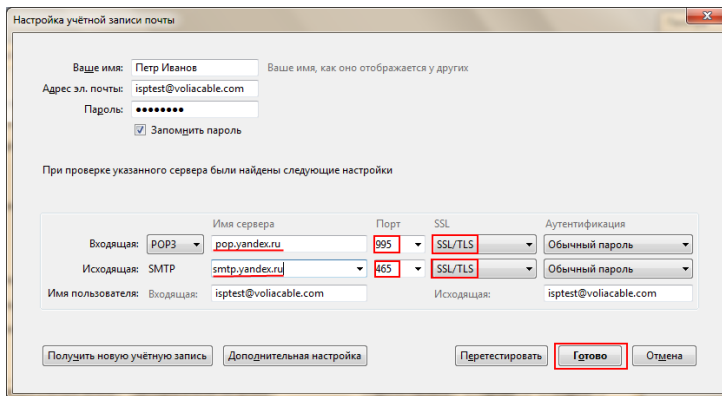 Настройка учётной записи почты
Ваше имя: Петр Иванов Ваше имя, как оно отображается у других
Адрес эл. почты: isptest@voliacable.com
Пароль: ••••••••
Запомнить пароль
При проверке указанного сервера были найдены следующие настройки
Имя сервера Порт SSL Аутентификация
Входящая: POP3 pop.yandex.ru 995 SSL/TLS Обычный пароль
Исходящая: SMTP smtp.yandex.ru 465 SSL/TLS Обычный пароль
Имя пользователя: Входящая: isptest@voliacable.com Исходящая: isptest@voliacable.com
Получить новую учётную запись Дополнительная настройка Перетестировать Готово Отмена